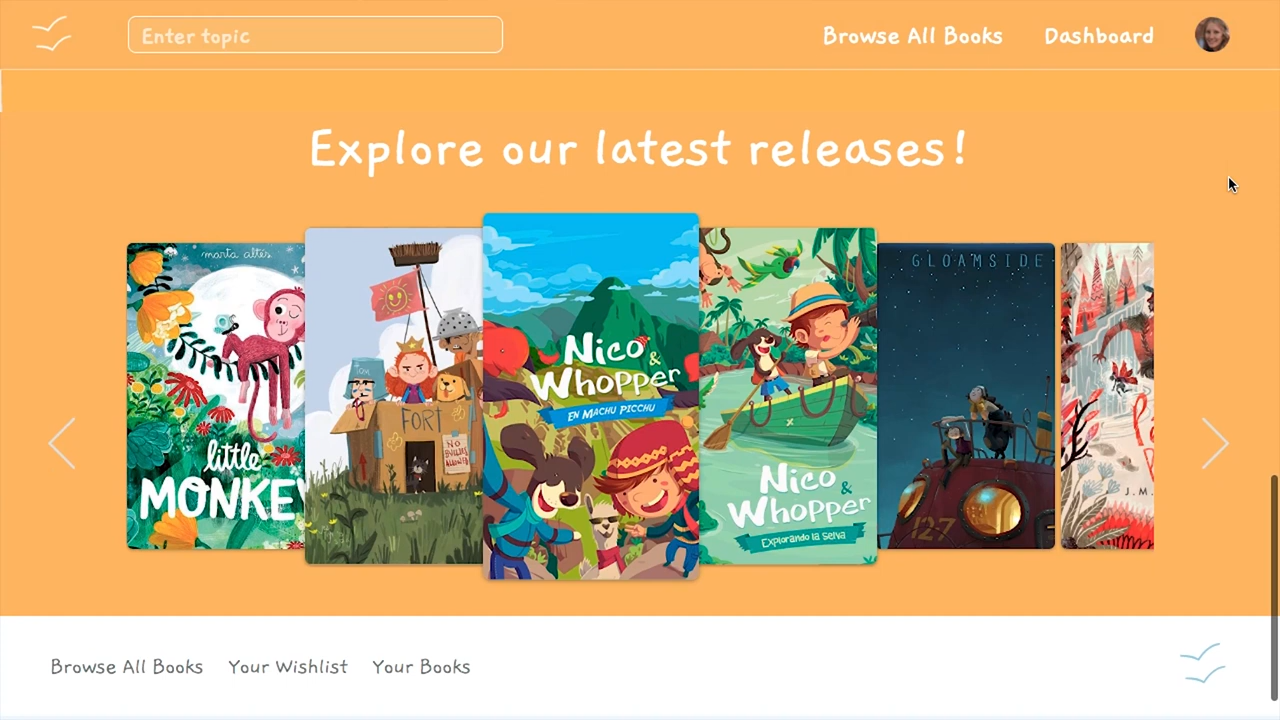 Enter topic
Browse All Books
Dashboard
Explore our latest releases!
marta altés
little
MONKEY
FORT
NO
BULLIES
ALLOWED
Nico
&
Whopper
EN MACHU PICCHU
Nico
&
Whopper
Explorando la Selva
GLOAMSIDE
127
J.M.
Browse All Books
Your Wishlist
Your Books